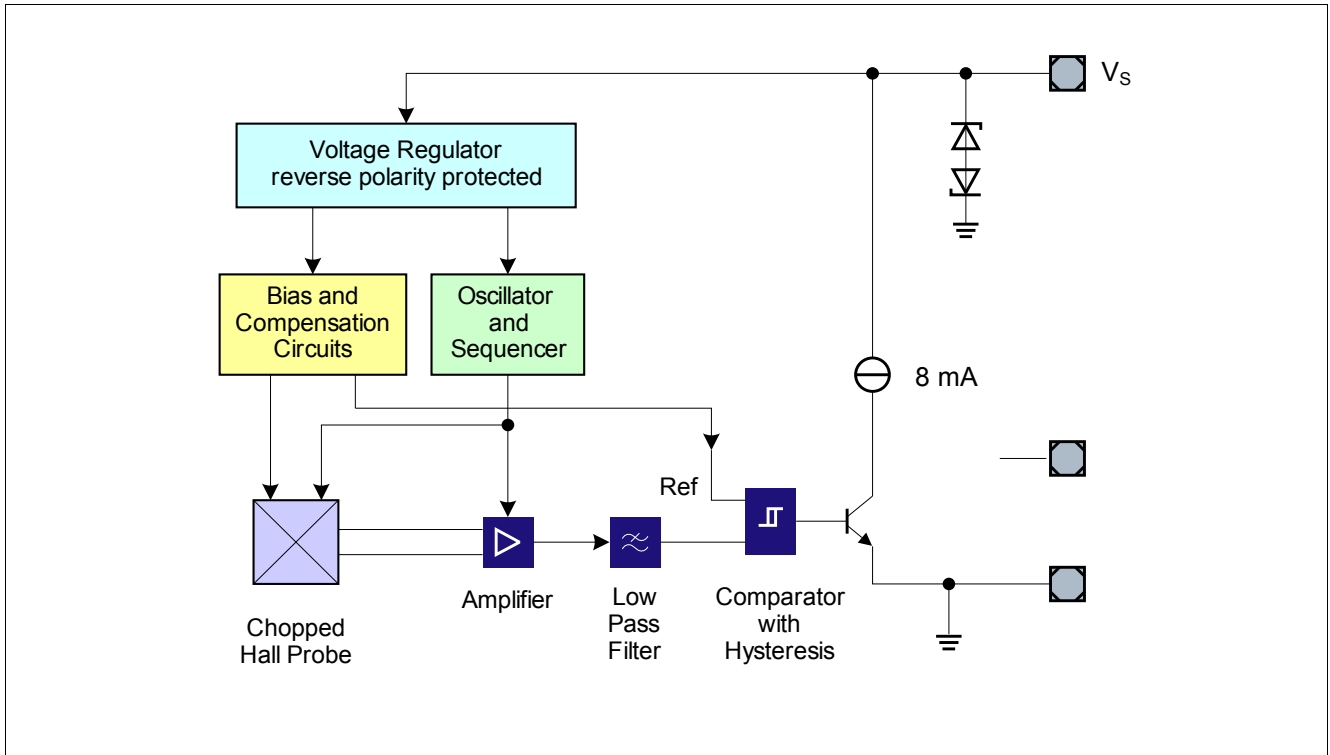 V_S
Voltage Regulator
reverse polarity protected
Bias and
Compensation
Circuits
Oscillator
and
Sequencer
8 mA
Ref
Amplifier
Low
Pass
Filter
Comparator
with
Hysteresis
Chopped
Hall Probe